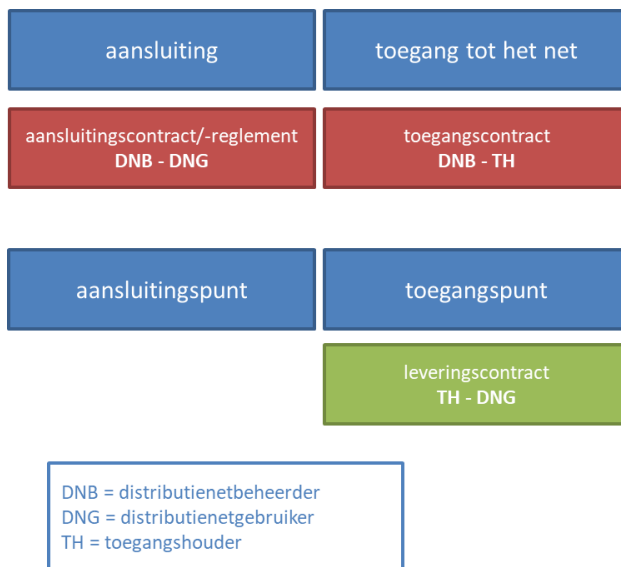 aansluiting
toegang tot het net
aansluitingscontract/-reglement
DNB - DNG
toegangscontract
DNB - TH
aansluitingspunt
toegangspunt
leveringscontract
TH - DNG
DNB = distributienetbeheerder
DNG = distributienetgebruiker
TH = toegangshouder